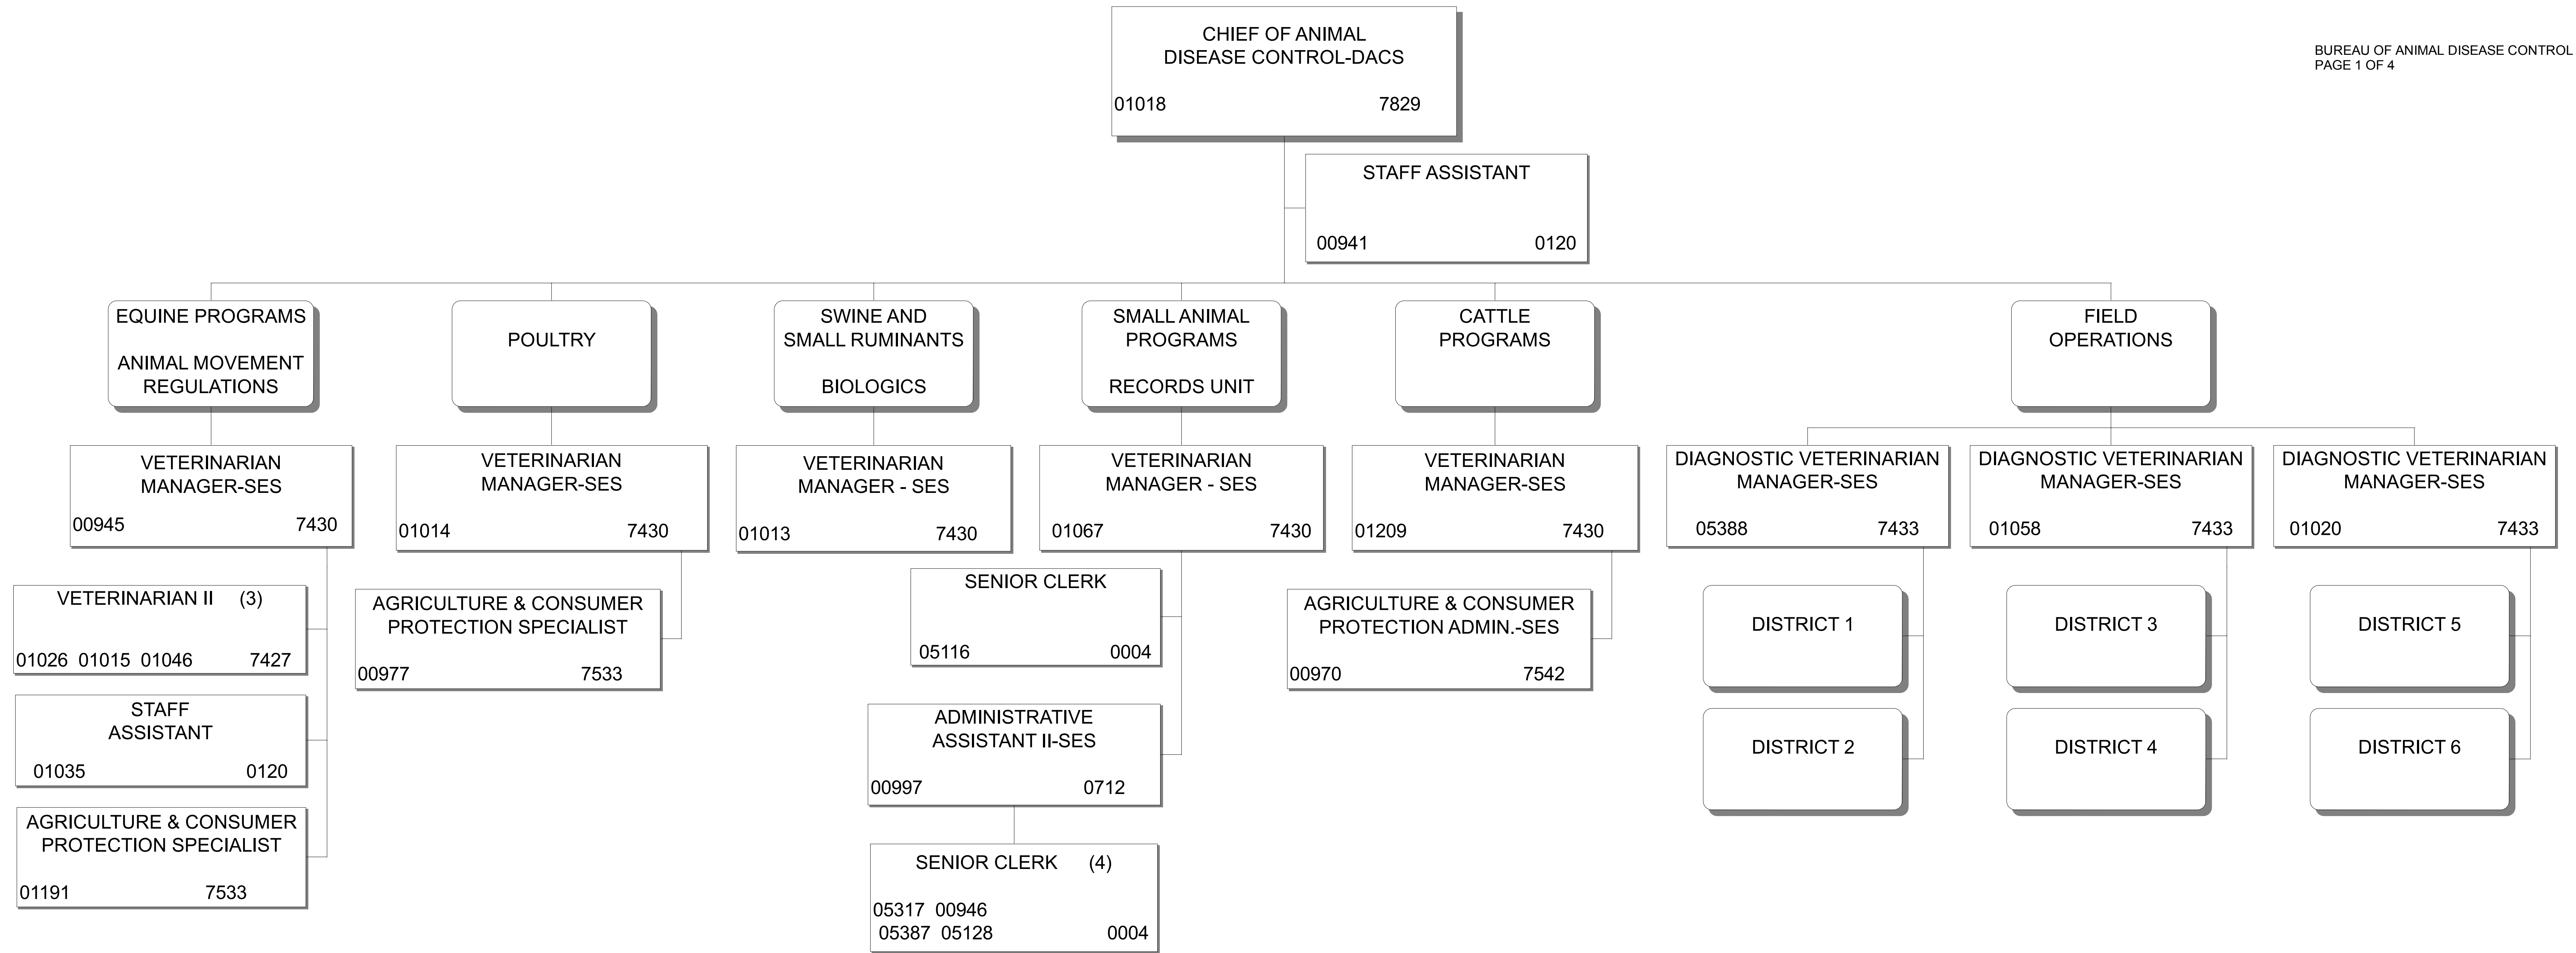 CHIEF OF ANIMAL
DISEASE CONTROL-DACS
01018 7829
BUREAU OF ANIMAL DISEASE CONTROL
PAGE 1 OF 4
STAFF ASSISTANT
00941 0120
EQUINE PROGRAMS
ANIMAL MOVEMENT
REGULATIONS
POULTRY
SWINE AND
SMALL RUMINANTS
BIOLOGICS
SMALL ANIMAL
PROGRAMS
RECORDS UNIT
CATTLE
PROGRAMS
FIELD
OPERATIONS
VETERINARIAN
MANAGER-SES
00945 7430
VETERINARIAN
MANAGER-SES
01014 7430
VETERINARIAN
MANAGER - SES
01013 7430
VETERINARIAN
MANAGER - SES
01067 7430
VETERINARIAN
MANAGER-SES
01209 7430
DIAGNOSTIC VETERINARIAN
MANAGER-SES
05388 7433
DIAGNOSTIC VETERINARIAN
MANAGER-SES
01058 7433
DIAGNOSTIC VETERINARIAN
MANAGER-SES
01020 7433
VETERINARIAN II (3)
01026 01015 01046 7427
STAFF
ASSISTANT
01035 0120
AGRICULTURE & CONSUMER
PROTECTION SPECIALIST
01191 7533
AGRICULTURE & CONSUMER
PROTECTION SPECIALIST
00977 7533
SENIOR CLERK
05116 0004
ADMINISTRATIVE
ASSISTANT II-SES
00997 0712
SENIOR CLERK (4)
05317 00946
05387 05128 0004
AGRICULTURE & CONSUMER
PROTECTION ADMIN.-SES
00970 7542
DISTRICT 1
DISTRICT 2
DISTRICT 3
DISTRICT 4
DISTRICT 5
DISTRICT 6